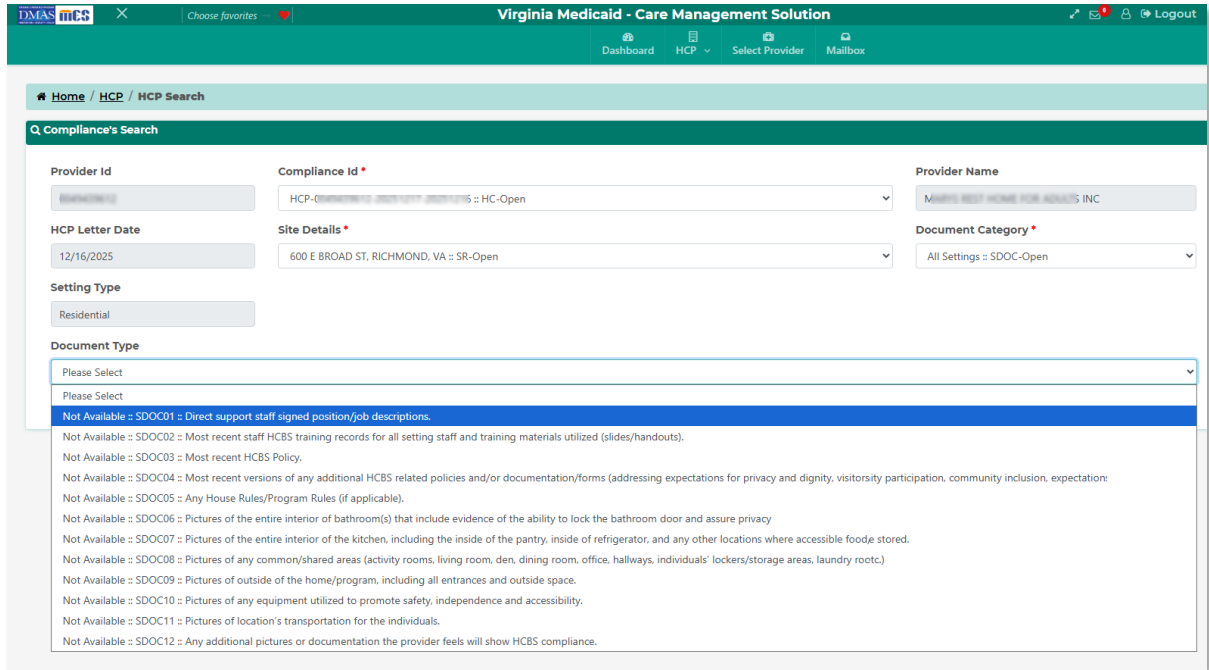 DMAS MES
Choose favorites
Virginia Medicaid - Care Management Solution
Logout
Dashboard HCP Select Provider Mailbox
Home / HCP / HCP Search
Compliance's Search
Provider Id Compliance Id * Provider Name
HCP-0 6 :: HC-Open M S INC
HCP Letter Date Site Details * Document Category *
12/16/2025 600 E BROAD ST, RICHMOND, VA :: SR-Open All Settings :: SDOC-Open
Setting Type
Residential
Document Type
Please Select
Please Select
Not Available :: SDOC01 :: Direct support staff signed position/job descriptions.
Not Available :: SDOC02 :: Most recent staff HCBS training records for all setting staff and training materials utilized (slides/handouts).
Not Available :: SDOC03 :: Most recent HCBS Policy.
Not Available :: SDOC04 :: Most recent versions of any additional HCBS related policies and/or documentation/forms (addressing expectations for privacy and dignity, visitorsity participation, community inclusion, expectation:
Not Available :: SDOC05 :: Any House Rules/Program Rules (if applicable).
Not Available :: SDOC06 :: Pictures of the entire interior of bathroom(s) that include evidence of the ability to lock the bathroom door and assure privacy
Not Available :: SDOC07 :: Pictures of the entire interior of the kitchen, including the inside of the pantry, inside of refrigerator, and any other locations where accessible food,e stored.
Not Available :: SDOC08 :: Pictures of any common/shared areas (activity rooms, living room, den, dining room, office, hallways, individuals' lockers/storage areas, laundry rootc.)
Not Available :: SDOC09 :: Pictures of outside of the home/program, including all entrances and outside space.
Not Available :: SDOC10 :: Pictures of any equipment utilized to promote safety, independence and accessibility.
Not Available :: SDOC11 :: Pictures of location's transportation for the individuals.
Not Available :: SDOC12 :: Any additional pictures or documentation the provider feels will show HCBS compliance.